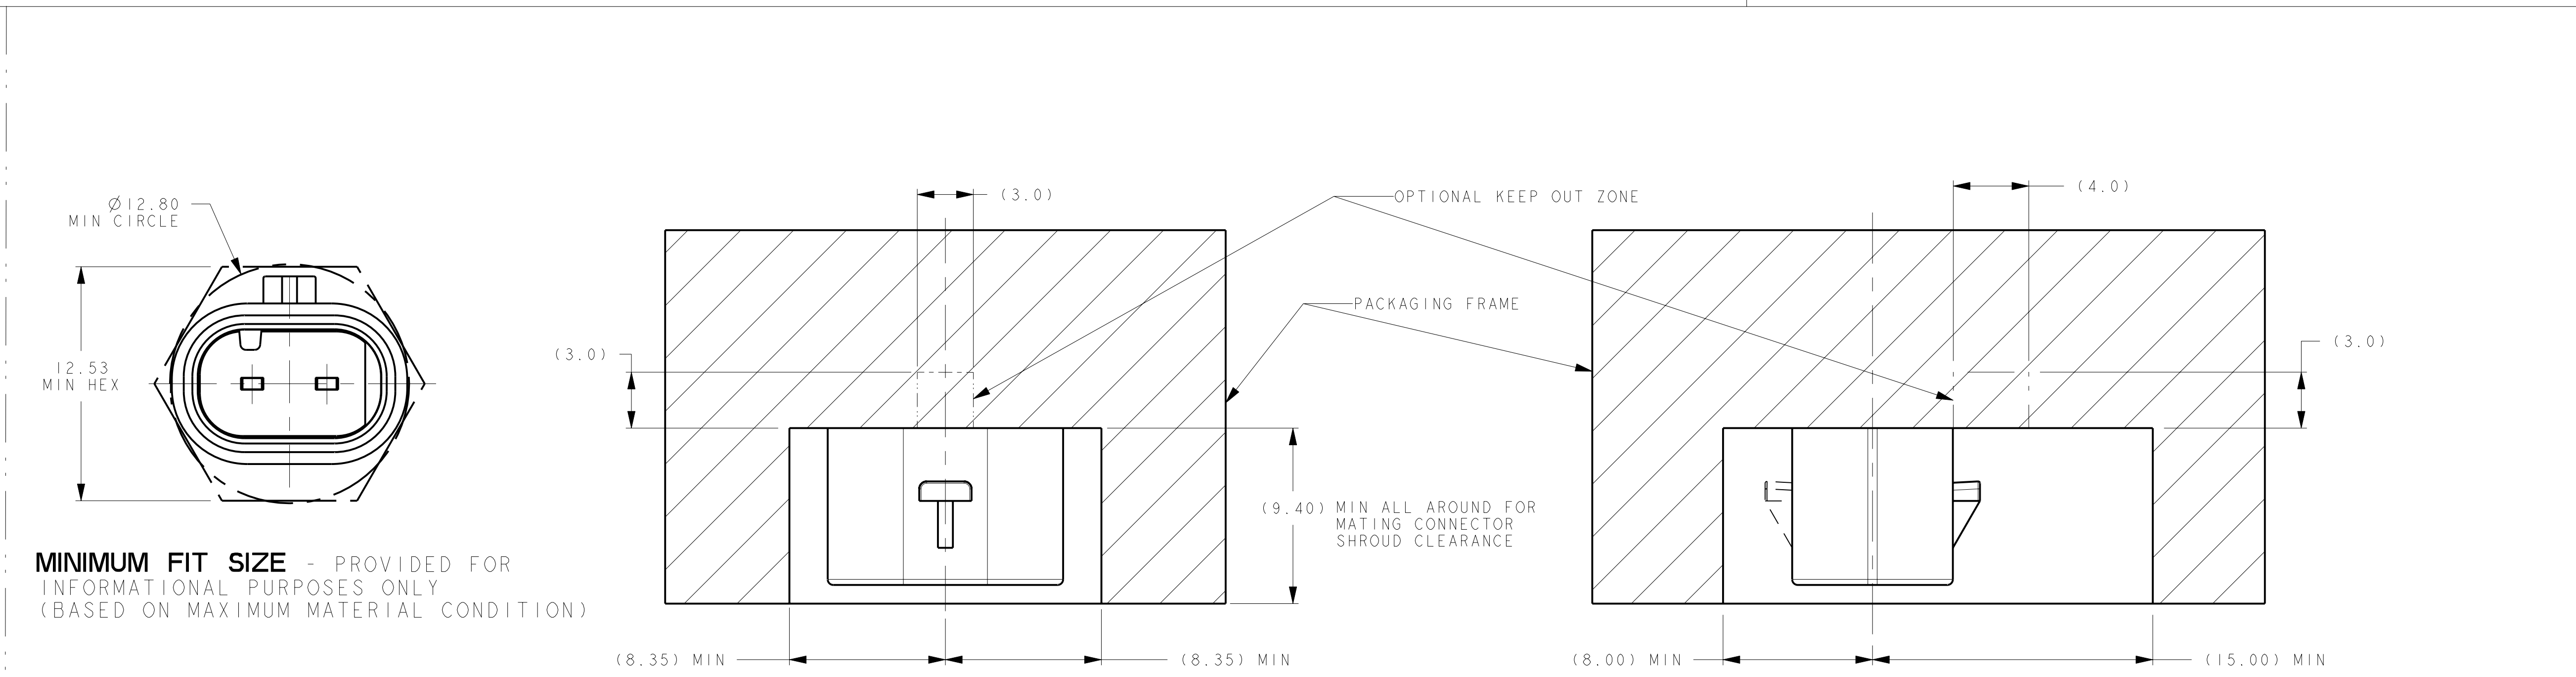 Ø12.80
MIN CIRCLE
12.53
MIN HEX
MINIMUM FIT SIZE - PROVIDED FOR
INFORMATIONAL PURPOSES ONLY
(BASED ON MAXIMUM MATERIAL CONDITION)
(3.0)
(3.0)
(8.35) MIN
(8.35) MIN
(9.40) MIN ALL AROUND FOR
MATING CONNECTOR
SHROUD CLEARANCE
OPTIONAL KEEP OUT ZONE
PACKAGING FRAME
(4.0)
(3.0)
(8.00) MIN
(15.00) MIN